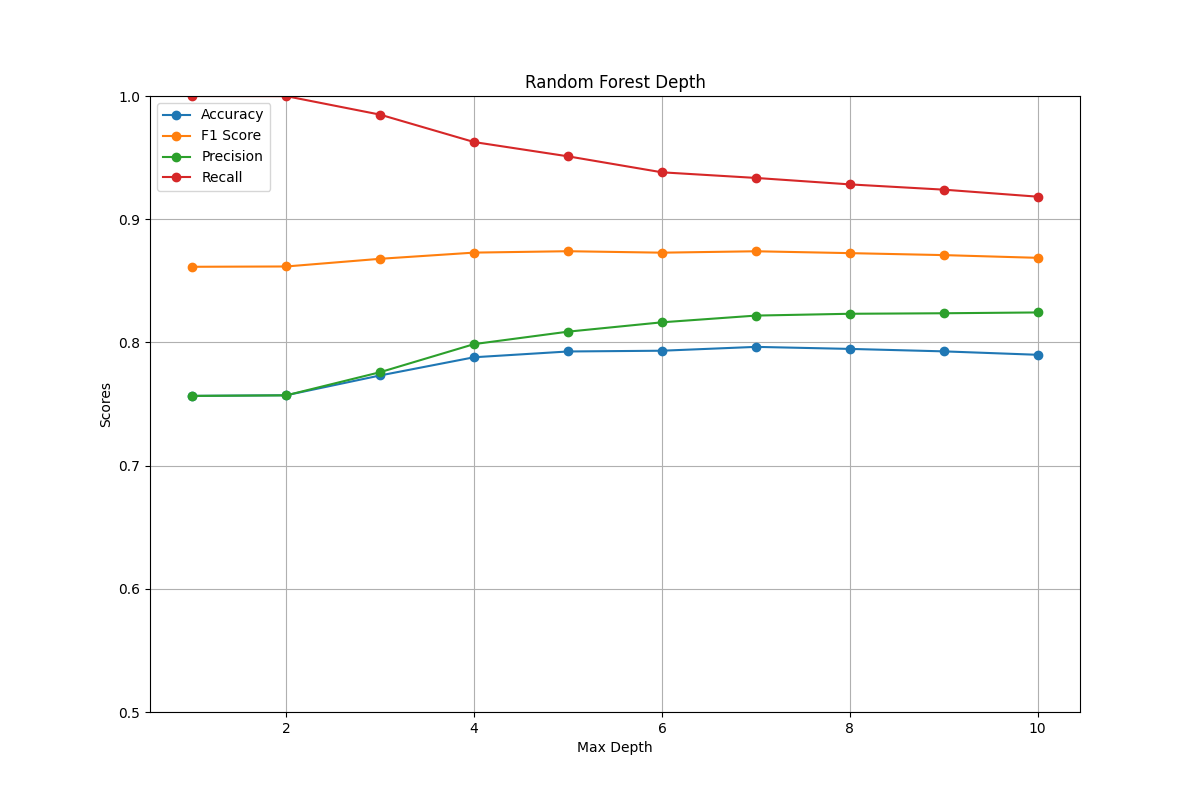 Random Forest Depth
Accuracy
F1 Score
Precision
Recall
1.0
0.9
0.8
0.7
0.6
0.5
Scores
2 4 6 8 10
Max Depth